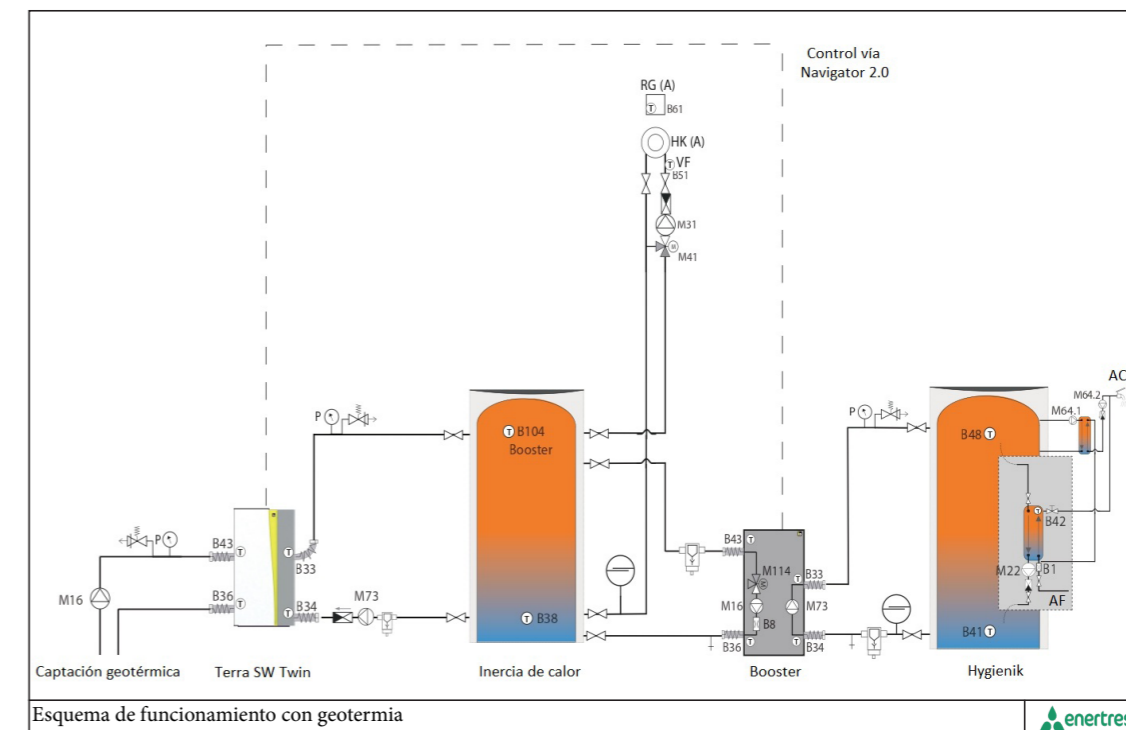 Control vía
Navigator 2.0
RG (A)
T
B61
HK (A)
T
VF
B51
M31
M
M41
P
T
B104
Booster
P
B48
T
M64.1
M64.2
T
B42
M22
B1
AF
P
B43
T
T
B33
M16
B36
T
T
B34
M73
T
B38
B43
T
M114
T
B33
M16
M73
B8
B36
T
T
B34
B41
T
Captación geotérmica
Terra SW Twin
Inercia de calor
Booster
Hygienik
Esquema de funcionamiento con geotermia